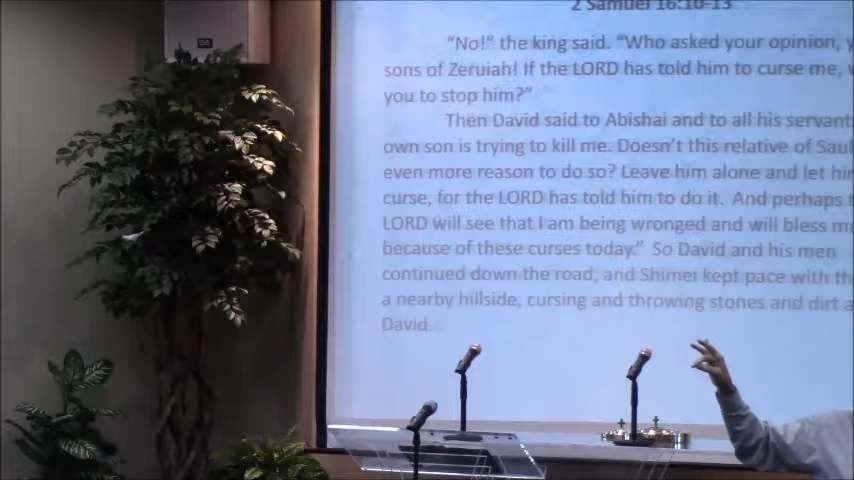 2 Samuel 16:10-13
"No!" the king said. "Who asked your opinion,
sons of Zeruiah! If the LORD has told him to curse me,
you to stop him?"
Then David said to Abishai and to all his servant
own son is trying to kill me. Doesn't this relative of Saul
even more reason to do so? Leave him alone and let hi
curse, for the LORD has told him to do it. And perhaps t
LORD will see that I am being wronged and will bless m
because of these curses today." So David and his men
continued down the road, and Shimei kept pace with th
a nearby hillside, cursing and throwing stones and dirt a
David.